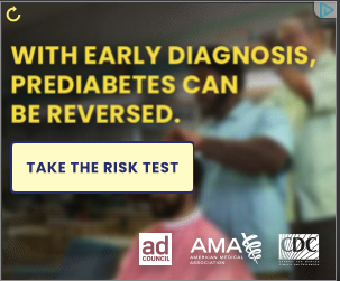 WITH EARLY DIAGNOSIS,
PREDIABETES CAN
BE REVERSED.
TAKE THE RISK TEST
ad
COUNCIL
AMA
AMERICAN MEDICAL
ASSOCIATION
CDC